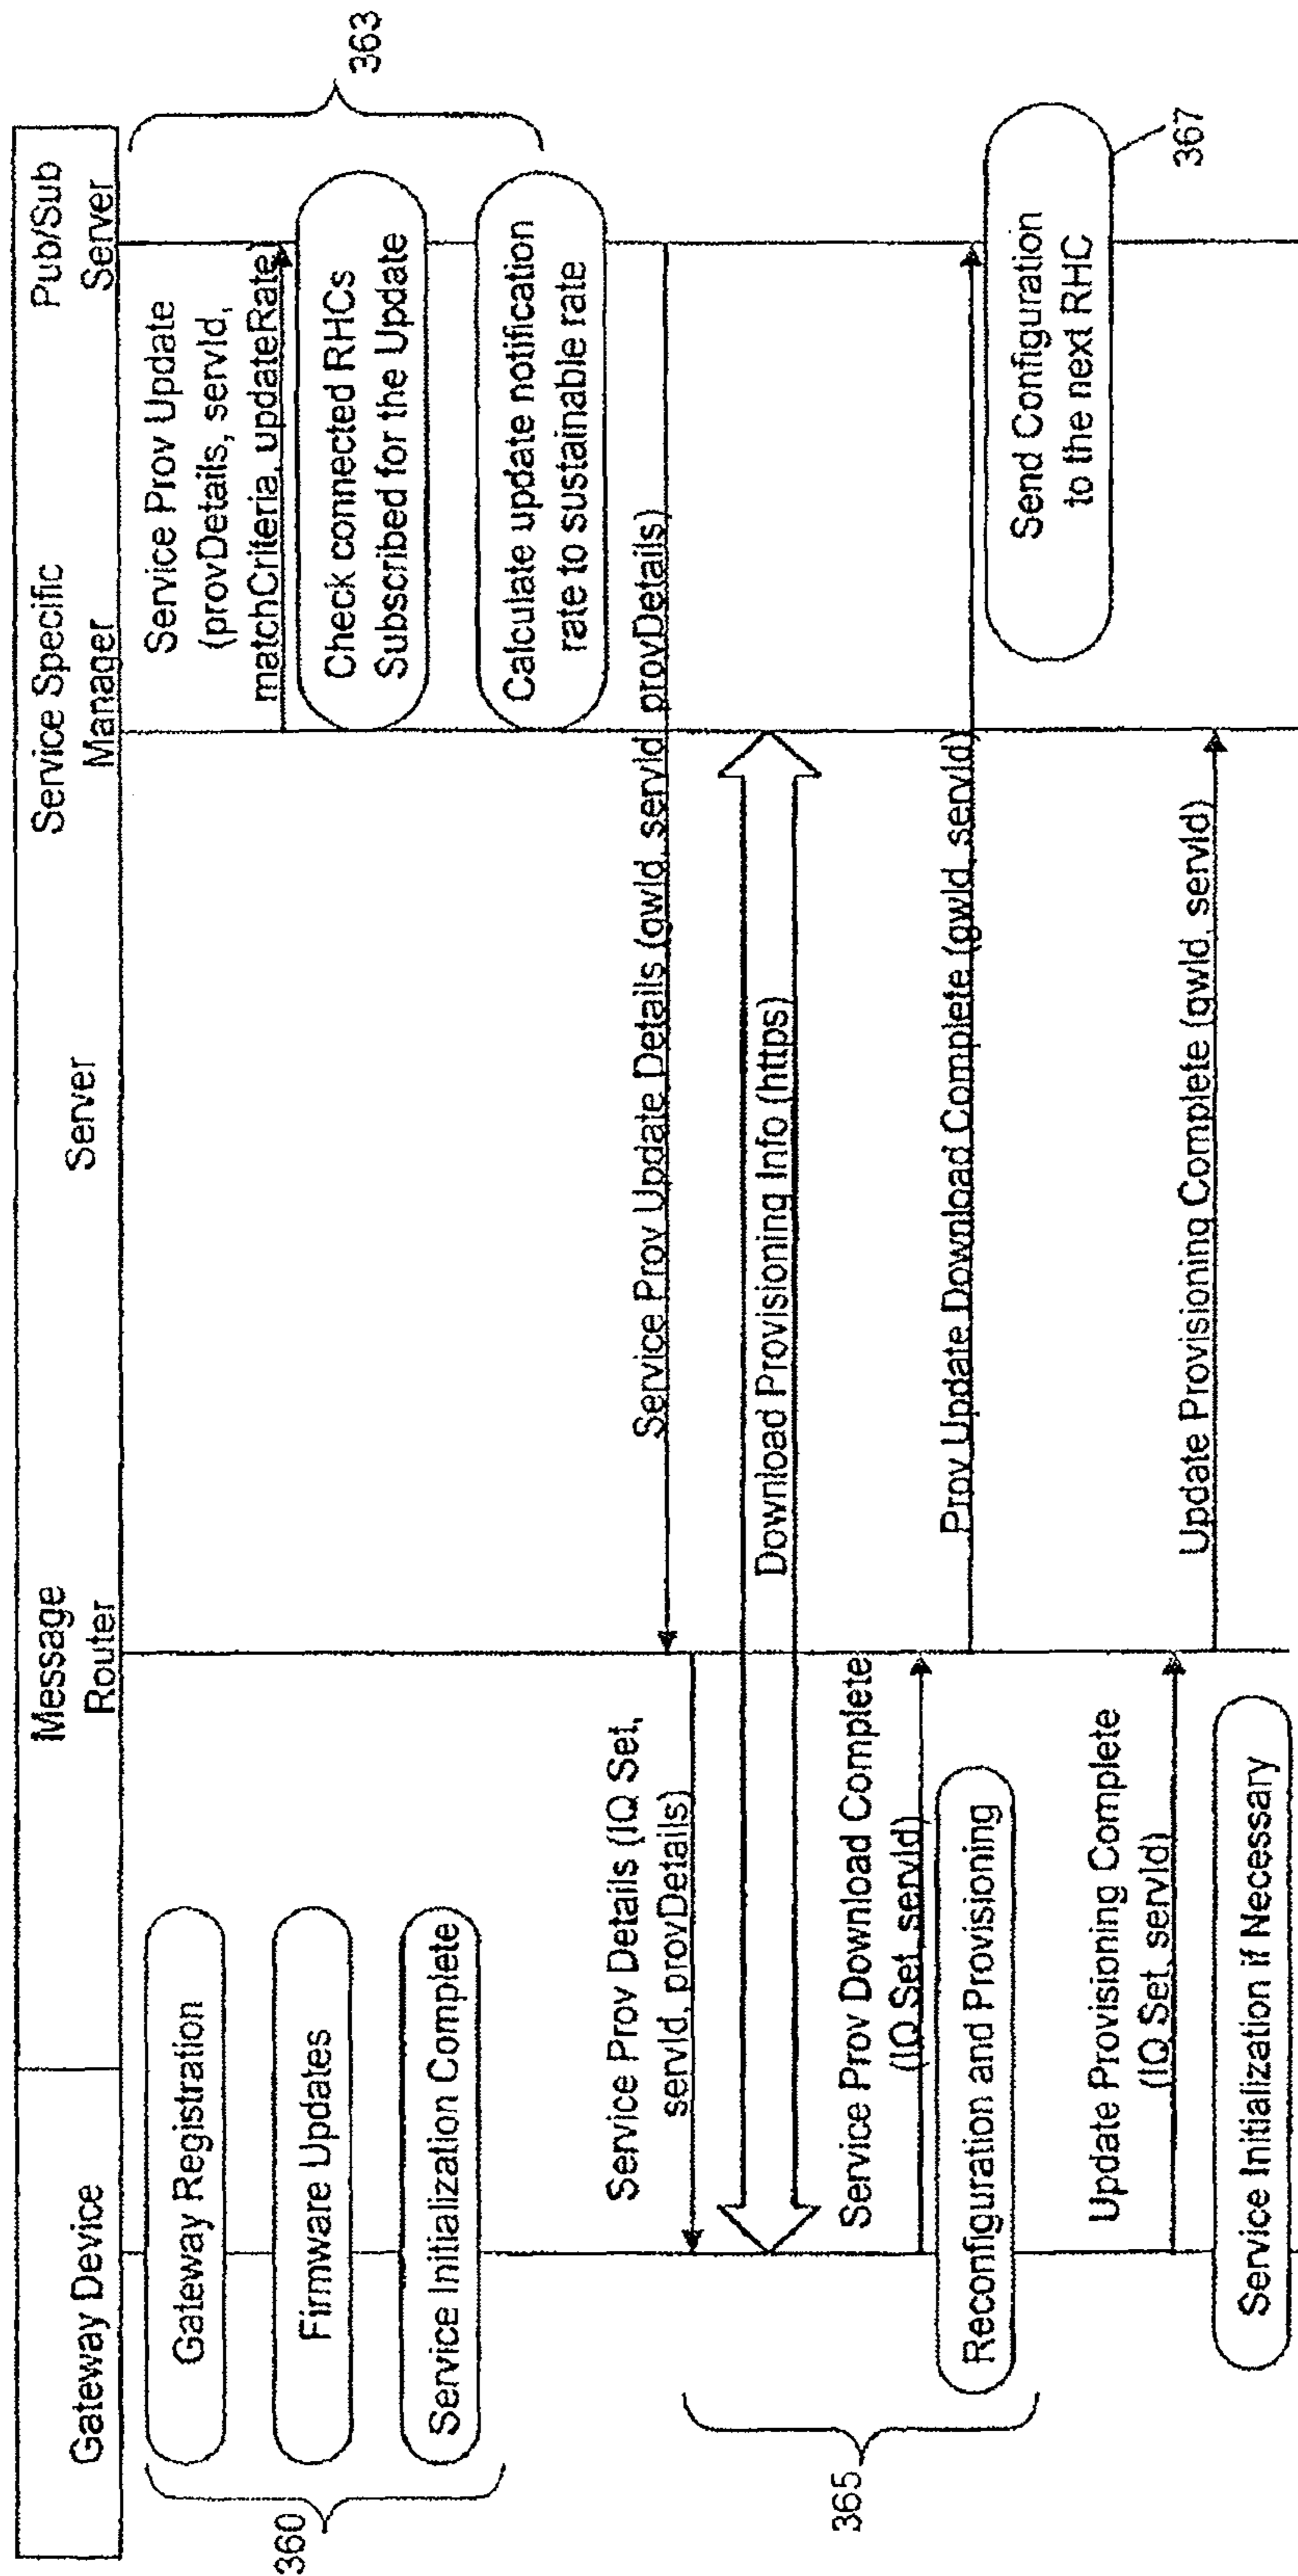 Gateway Device
Message
Router
Server
Service Specific
Manager
Pub/Sub
Server
Gateway Registration
Firmware Updates
Service Initialization Complete
360
Service Prov Update
(provDetails, servId,
matchCriteria, updateRate
Check connected RHCs
Subscribed for the Update
Calculate update notification
rate to sustainable rate
363
Service Prov Update Details (gwId, servId, provDetails)
Service Prov Details (IQ Set,
servId, provDetails)
Download Provisioning Info (https)
Service Prov Download Complete
(IQ Set, servId)
Reconfiguration and Provisioning
365
Prov Update Download Complete (gwId, servId)
Send Configuration
to the next RHC
367
Update Provisioning Complete
(IQ Set, servId)
Update Provisioning Complete (gwId, servId)
Service Initialization if Necessary